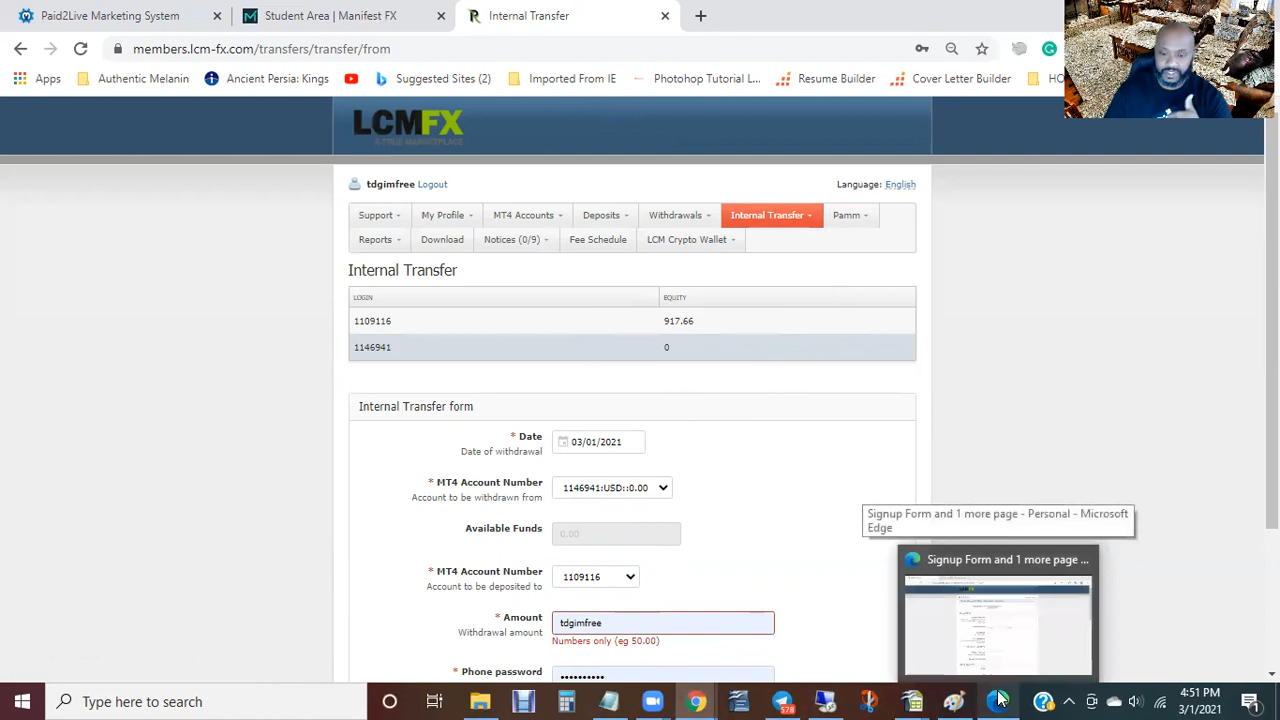 Paid2Live Marketing System
Student Area | Manifest FX
Internal Transfer
members.lcm-fx.com/transfers/transfer/from
Apps
Authentic Melanin
Ancient Persia: Kings
Suggested Sites (2)
Imported From IE
Photohop Tutorial L...
Resume Builder
Cover Letter Builder
HO
LCMFX
A TRUE MARKETPLACE
tdgimfree Logout
Language: English
Support
My Profile
MT4 Accounts
Deposits
Withdrawals
Internal Transfer
Pamm
Reports
Download
Notices (0/9)
Fee Schedule
LCM Crypto Wallet
Internal Transfer
LOGIN EQUITY
1109116 917.66
1146941 0
Internal Transfer form
* Date
Date of withdrawal
03/01/2021
* MT4 Account Number
Account to be withdrawn from
1146941:USD::0.00
Available Funds
0.00
* MT4 Account Number
Account to be deposited to
1109116
* Amount
Withdrawal amount
tdgimfree
Numbers only (eg 50.00)
* Phone password
••••••••••
Signup Form and 1 more page - Personal - Microsoft
Edge
Signup Form and 1 more page ...
Type here to search
578
4:51 PM
3/1/2021
1